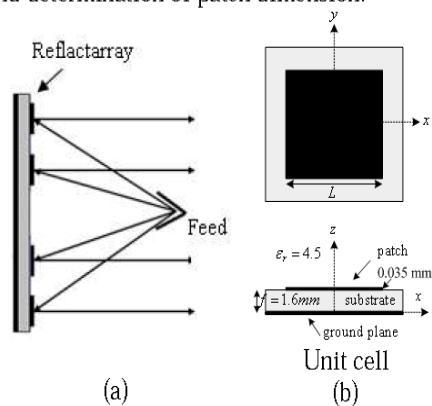 nd determination of patch dimension.
Reflactarray
Feed
(a)
y
x
L
z
εr = 4.5
patch
0.035 mm
= 1.6mm substrate
x
ground plane
Unit cell
(b)